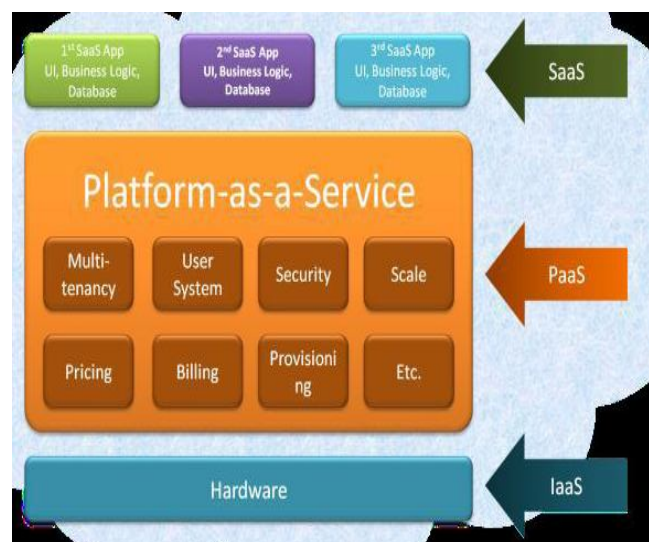 1st SaaS App
UI, Business Logic,
Database
2nd SaaS App
UI, Business Logic,
Database
3rd SaaS App
UI, Business Logic,
Database
SaaS
Platform-as-a-Service
Multi-
tenancy
User
System
Security
Scale
PaaS
Pricing
Billing
Provisioni
ng
Etc.
Hardware
IaaS